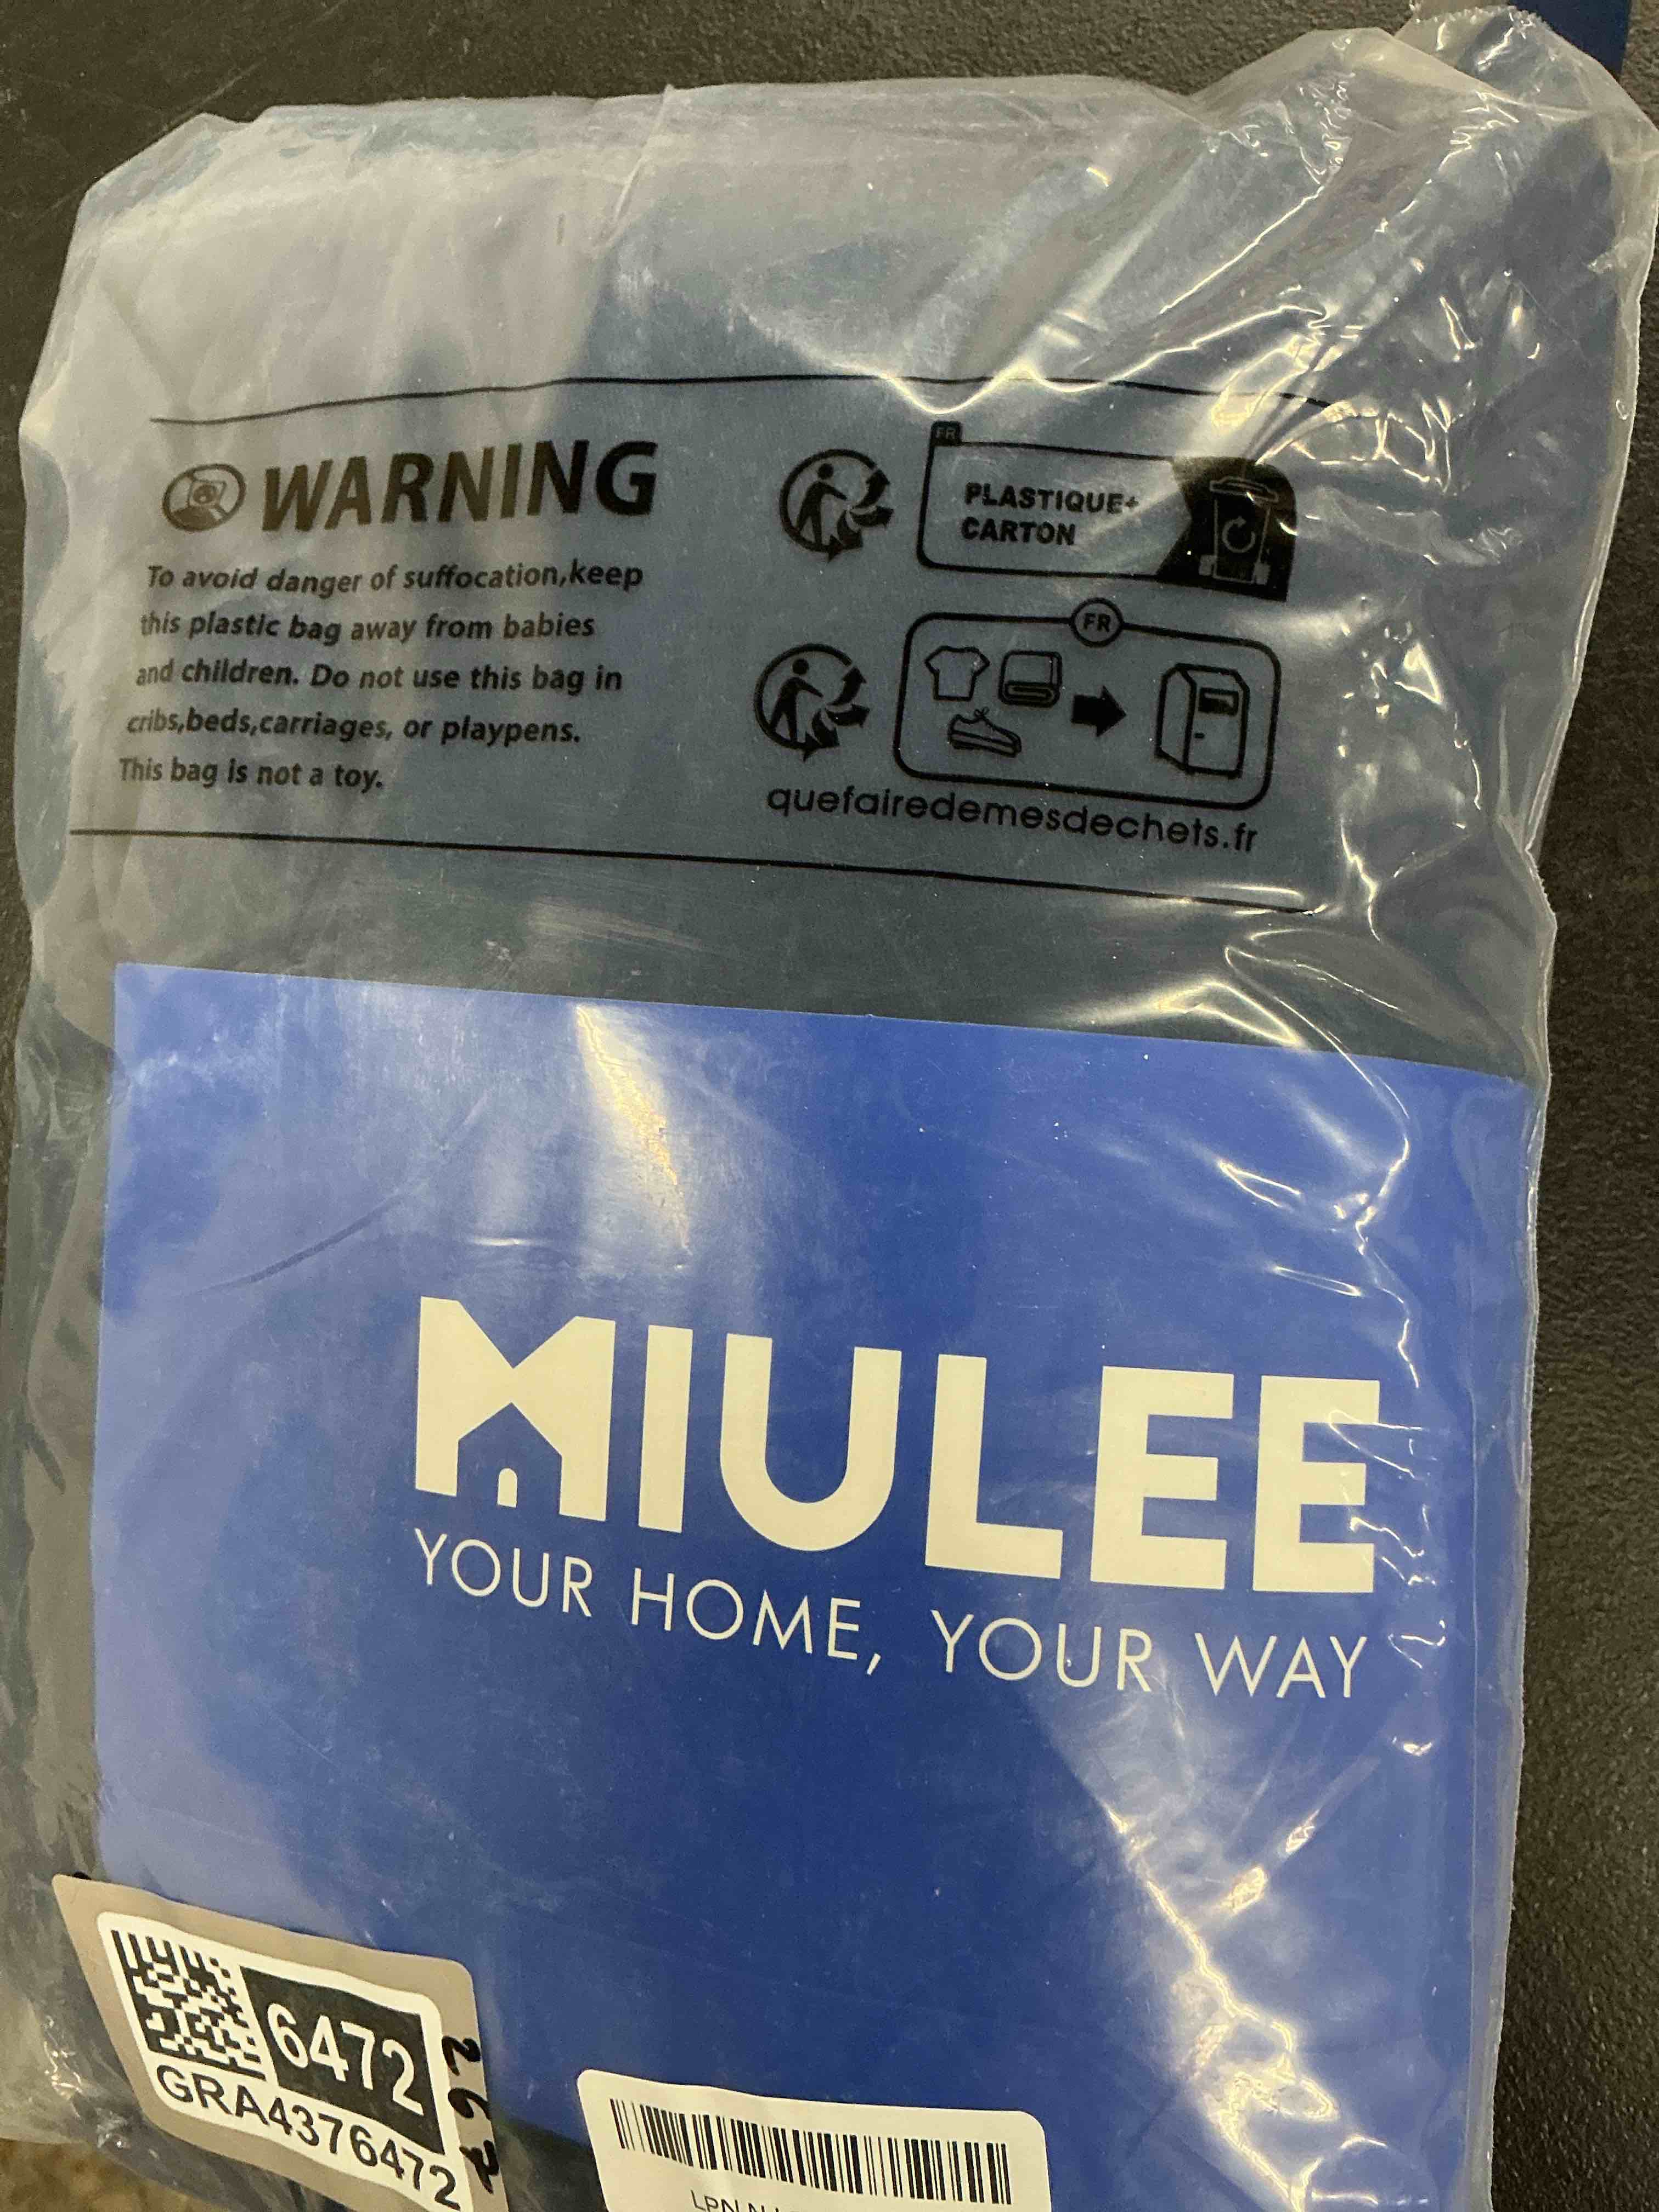 WARNING
To avoid danger of suffocation,keep
this plastic bag away from babies
and children. Do not use this bag in
cribs,beds,carriages, or playpens.
This bag is not a toy.
FR
PLASTIQUE+
CARTON
FR
quefairedemesdechets.fr
MIULEE
YOUR HOME, YOUR WAY
6472
GRA4376472